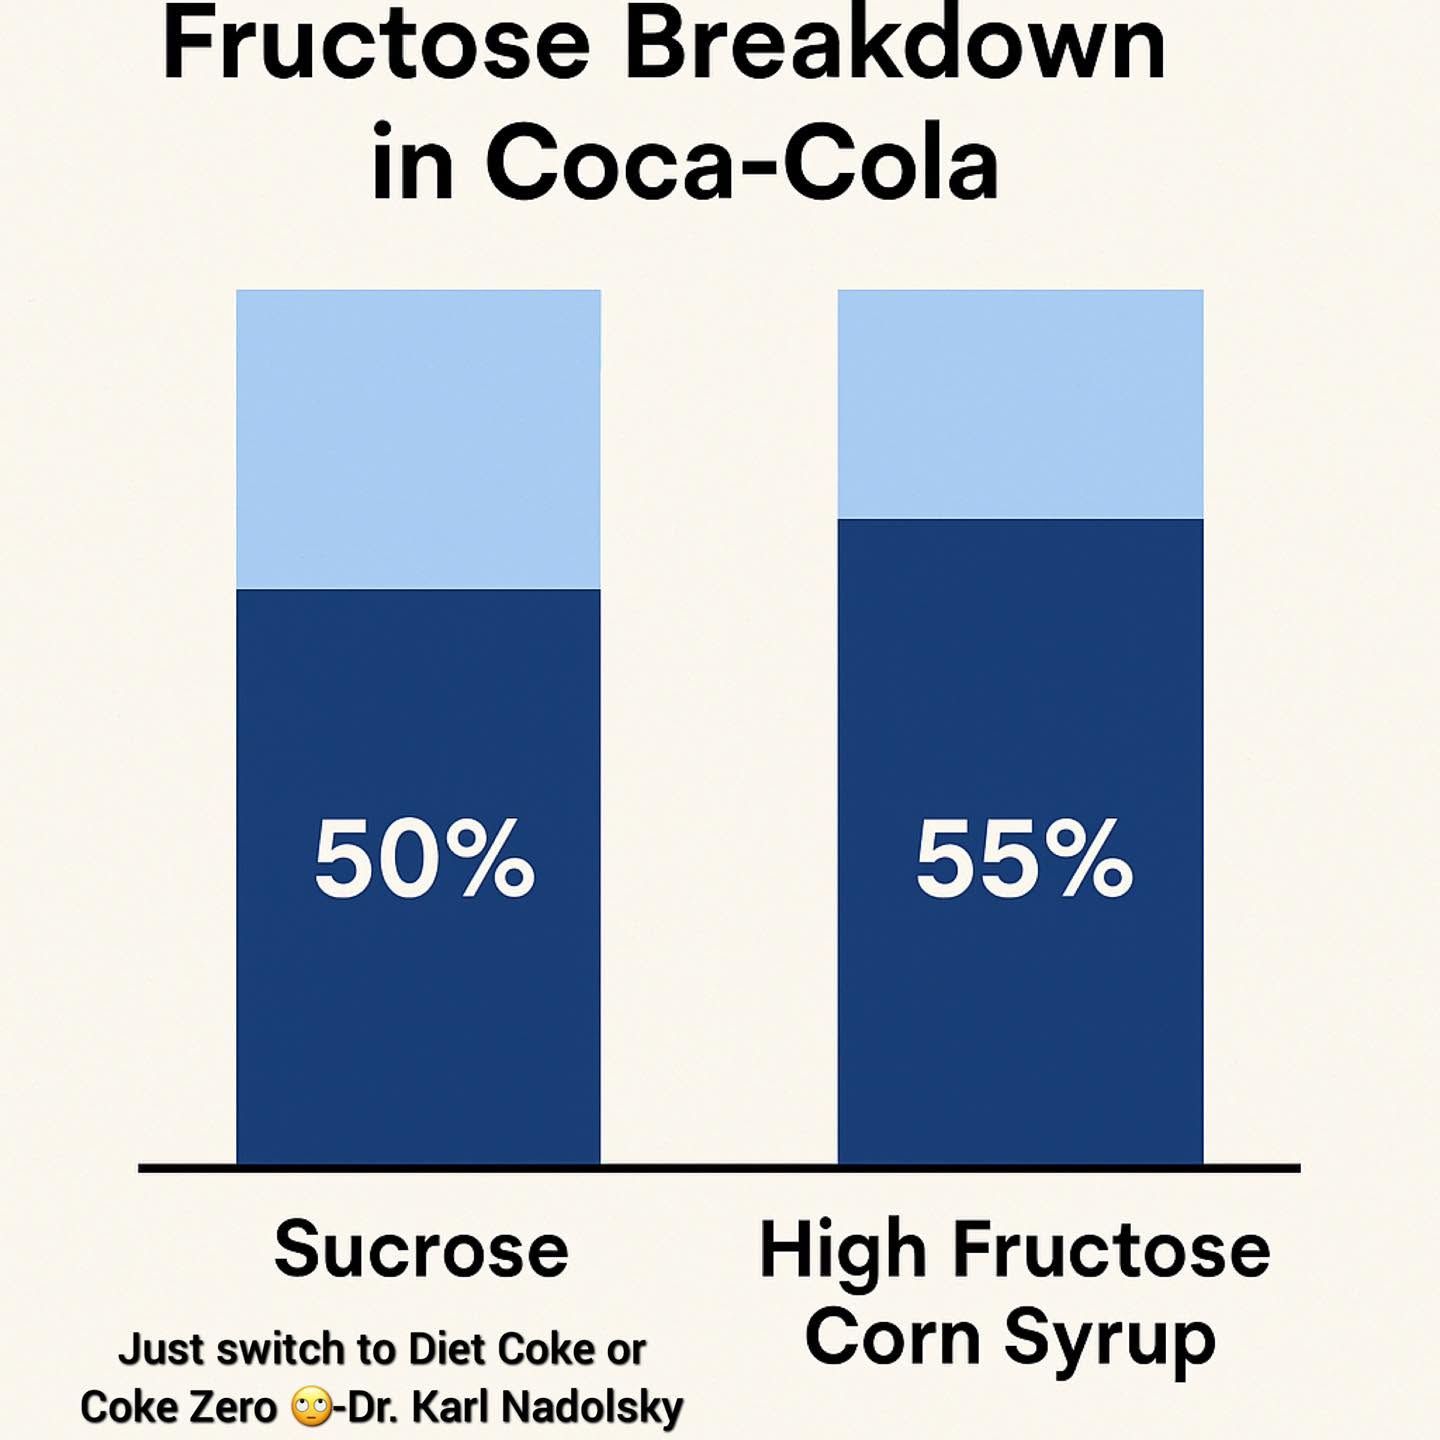 Fructose Breakdown
in Coca-Cola
50%
55%
Sucrose
High Fructose
Corn Syrup
Just switch to Diet Coke or
Coke Zero 🙄-Dr. Karl Nadolsky